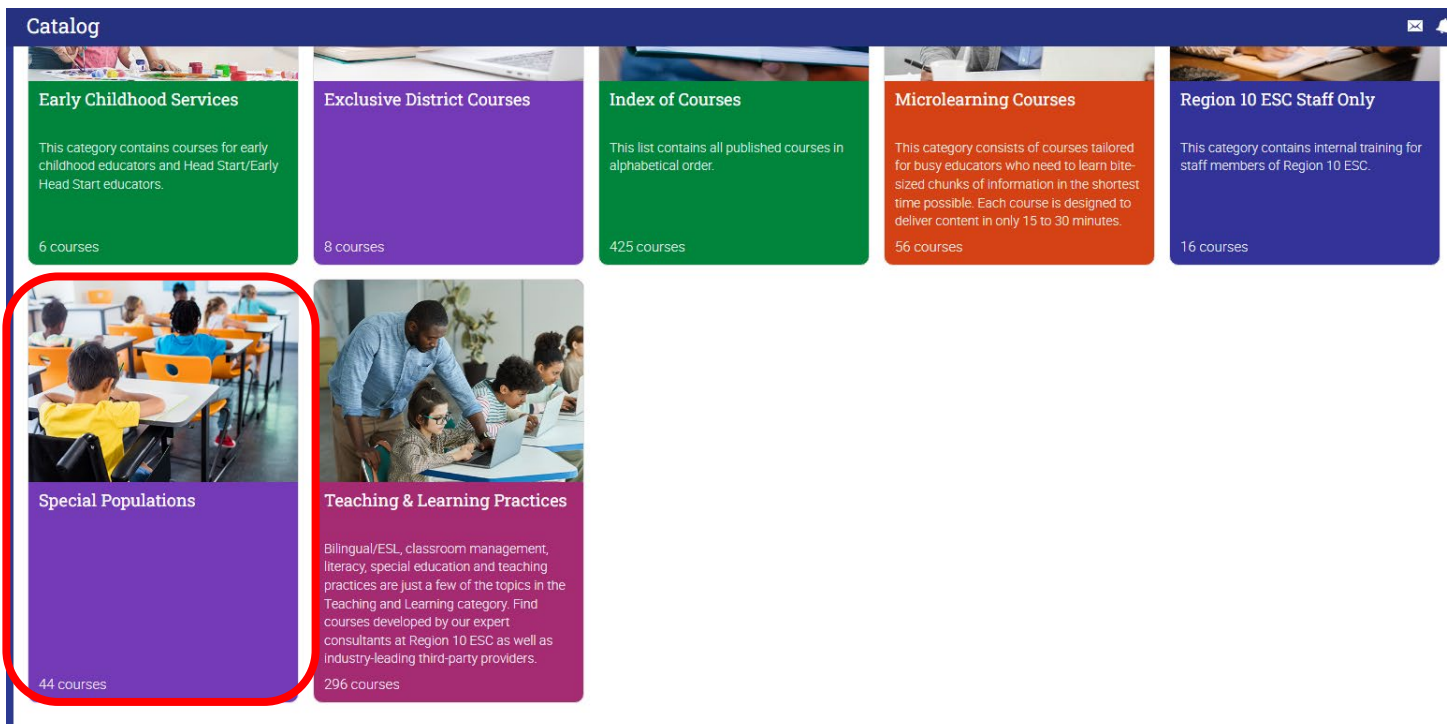 Catalog
Early Childhood Services
This category contains courses for early
childhood educators and Head Start/Early
Head Start educators.
6 courses
Exclusive District Courses
8 courses
Index of Courses
This list contains all published courses in
alphabetical order.
425 courses
Microlearning Courses
This category consists of courses tailored
for busy educators who need to learn bite-
sized chunks of information in the shortest
time possible. Each course is designed to
deliver content in only 15 to 30 minutes.
56 courses
Region 10 ESC Staff Only
This category contains internal training for
staff members of Region 10 ESC.
16 courses
Special Populations
44 courses
Teaching & Learning Practices
Bilingual/ESL, classroom management,
literacy, special education and teaching
practices are just a few of the topics in the
Teaching and Learning category. Find
courses developed by our expert
consultants at Region 10 ESC as well as
industry-leading third-party providers.
296 courses